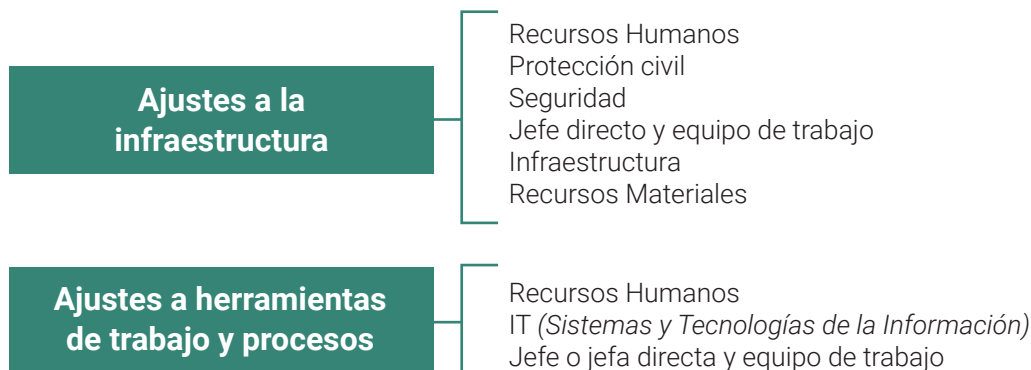 Ajustes a la
infraestructura
Recursos Humanos
Protección civil
Seguridad
Jefe directo y equipo de trabajo
Infraestructura
Recursos Materiales
Ajustes a herramientas
de trabajo y procesos
Recursos Humanos
IT (Sistemas y Tecnologías de la Información)
Jefe o jefa directa y equipo de trabajo